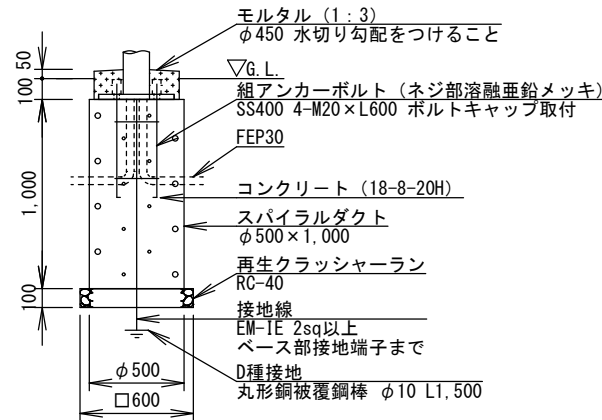 モルタル（1：3）
φ450 水切り勾配をつけること
▽G.L.
組アンカーボルト（ネジ部溶融亜鉛メッキ）
SS400 4-M20×L600 ボルトキャップ取付
FEP30
コンクリート（18-8-20H）
スパイラルダクト
φ500×1,000
再生クラッシャーラン
RC-40
接地線
EM-IE 2sq以上
ベース部接地端子まで
D種接地
丸形銅被覆鋼棒 φ10 L1,500
50
100
1,000
100
φ500
□600